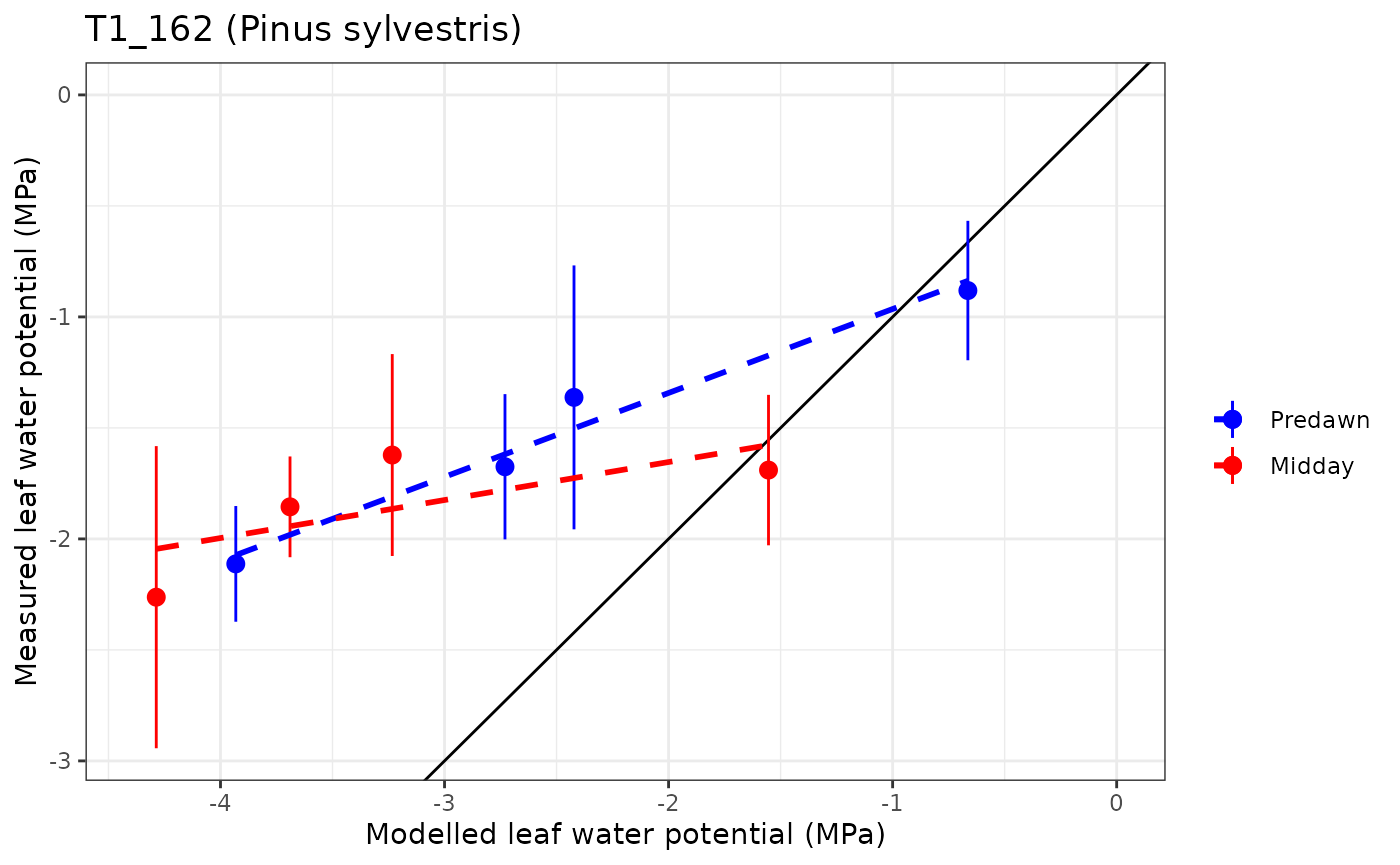 T1_162 (Pinus sylvestris)
Measured leaf water potential (MPa)
0
-1
-2
-3
-4
-3
-2
-1
0
Modelled leaf water potential (MPa)
Predawn
Midday